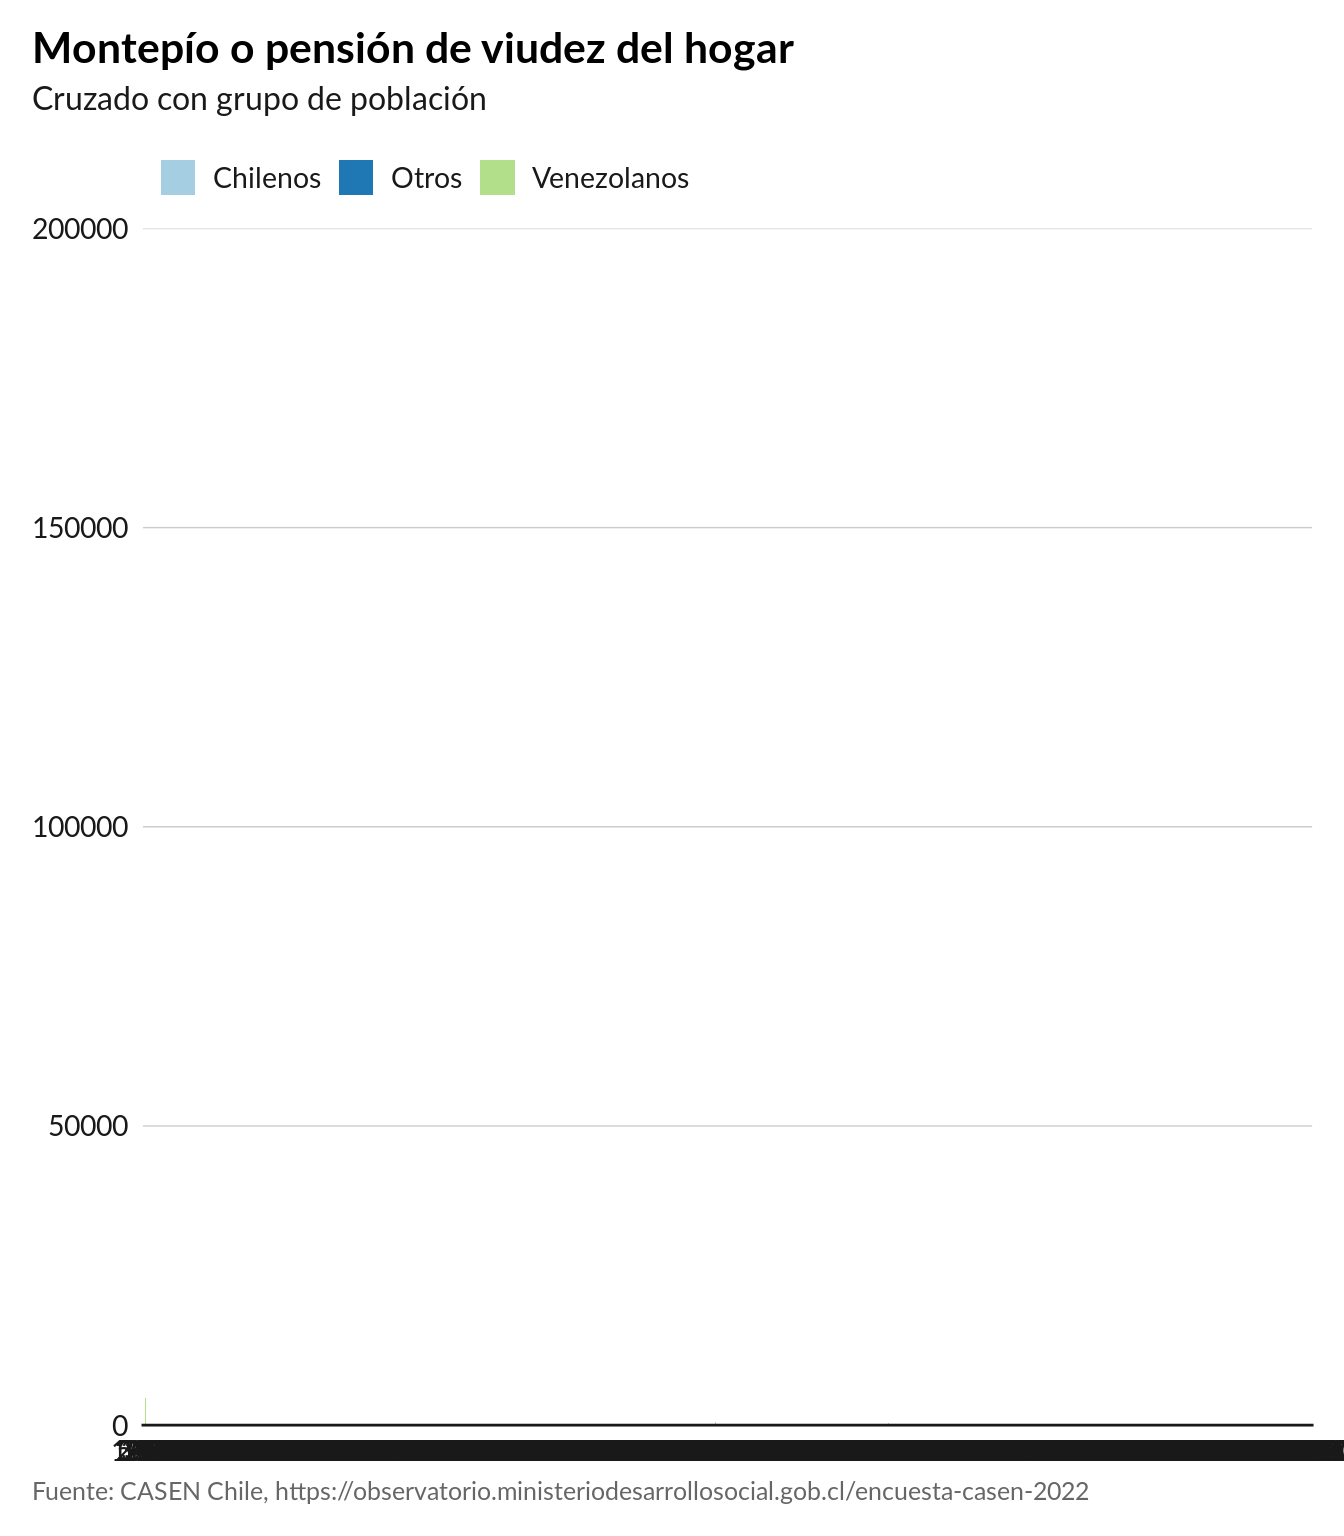 Montepío o pensión de viudez del hogar
Cruzado con grupo de población
Chilenos Otros Venezolanos
200000
150000
100000
50000
0
Fuente: CASEN Chile, https://observatorio.ministeriodesarrollosocial.gob.cl/encuesta-casen-2022